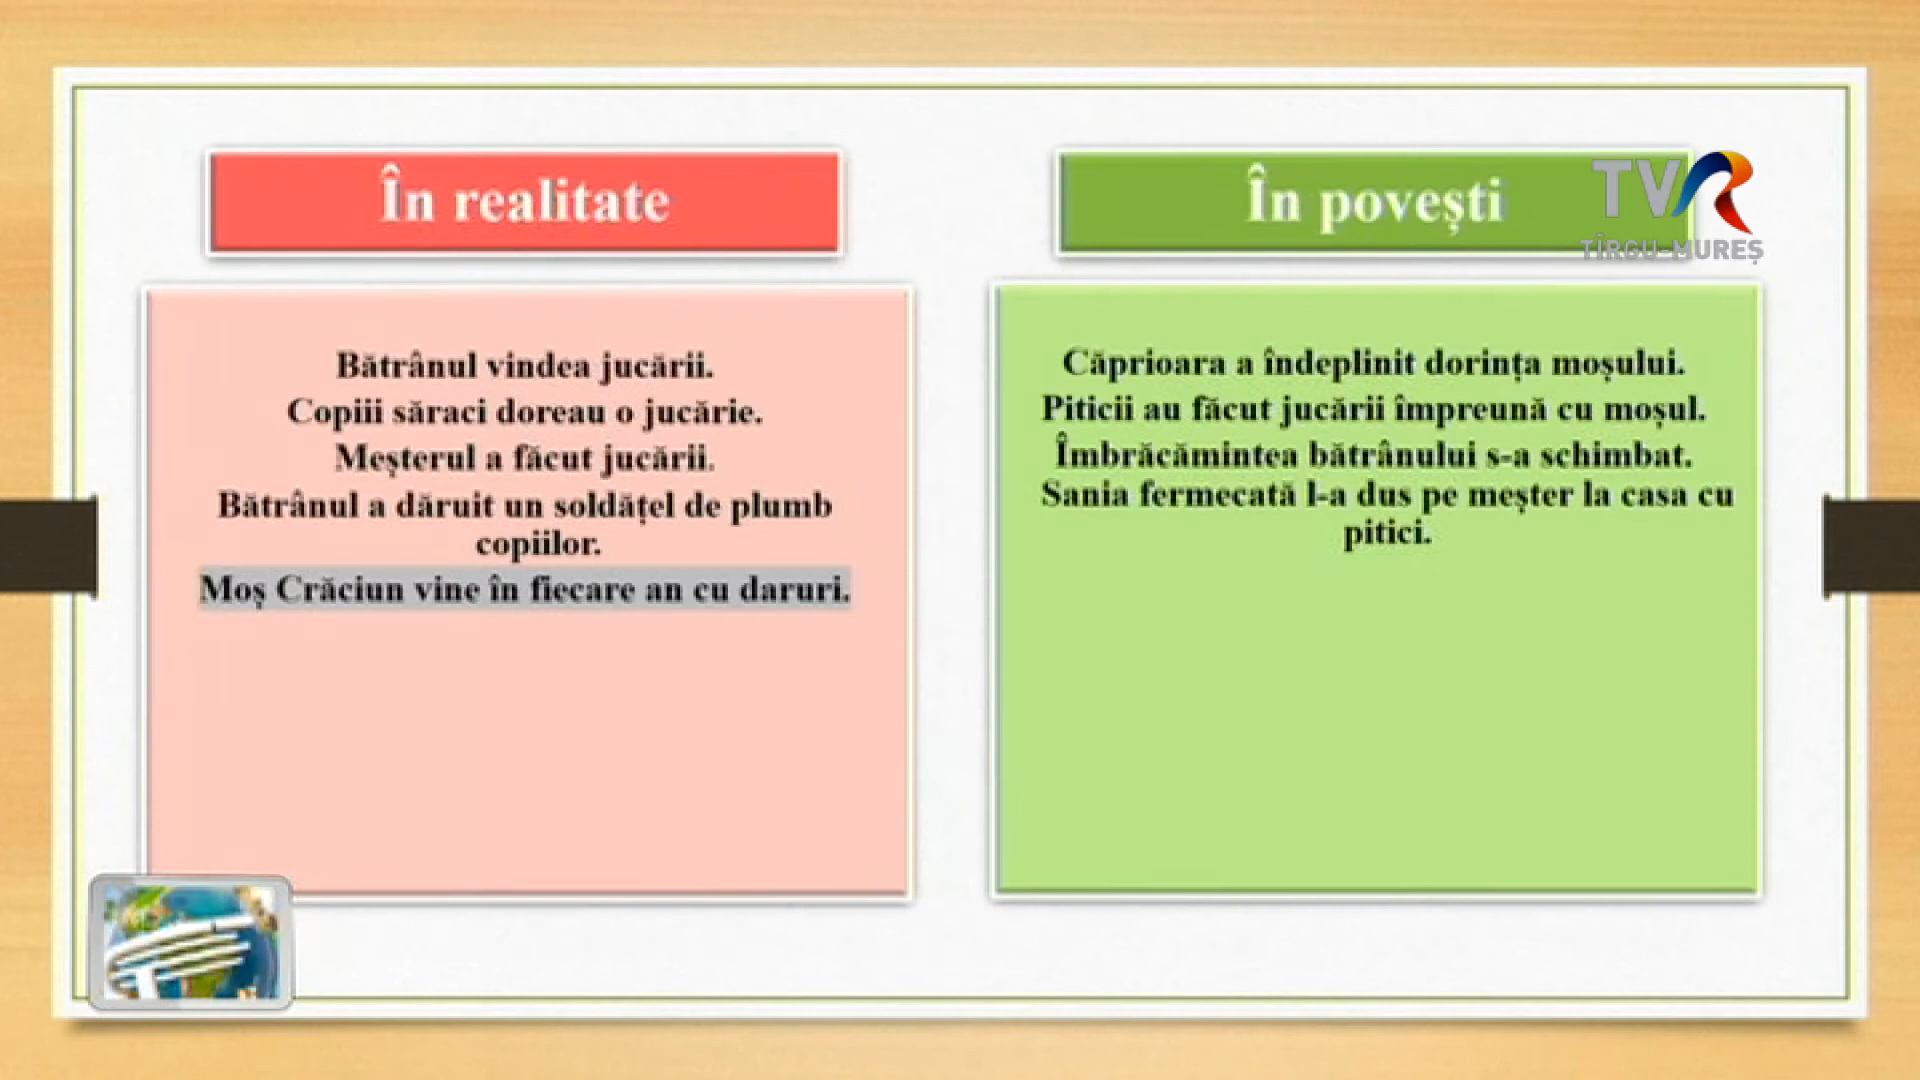 În realitate
Bătrânul vindea jucării.
Copiii săraci doreau o jucărie.
Meșterul a făcut jucării.
Bătrânul a dăruit un soldățel de plumb
copiilor.
Moș Crăciun vine în fiecare an cu daruri.
În povești
TVR
TÎRGU-MUREȘ
Căprioara a îndeplinit dorința moșului.
Piticii au făcut jucării împreună cu moșul.
Îmbrăcămintea bătrânului s-a schimbat.
Sania fermecată l-a dus pe meșter la casa cu
pitici.